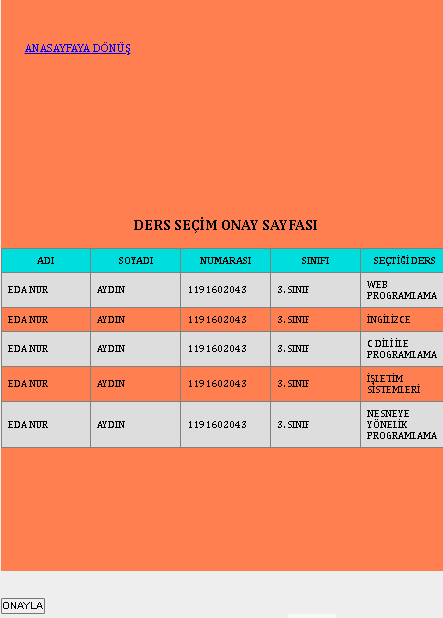 ANASAYFAYA DÖNÜŞ
DERS SEÇİM ONAY SAYFASI
ADI SOYADI NUMARASI SINIFI SEÇTİĞİ DERS
EDA NUR AYDIN 1191602043 3. SINIF WEB PROGRAMLAMA
EDA NUR AYDIN 1191602043 3. SINIF İNGİLİZCE
EDA NUR AYDIN 1191602043 3. SINIF C DİLİ İLE PROGRAMLAMA
EDA NUR AYDIN 1191602043 3. SINIF İŞLETİM SİSTEMLERİ
EDA NUR AYDIN 1191602043 3. SINIF NESNEYE YÖNELİK PROGRAMLAMA
ONAYLA